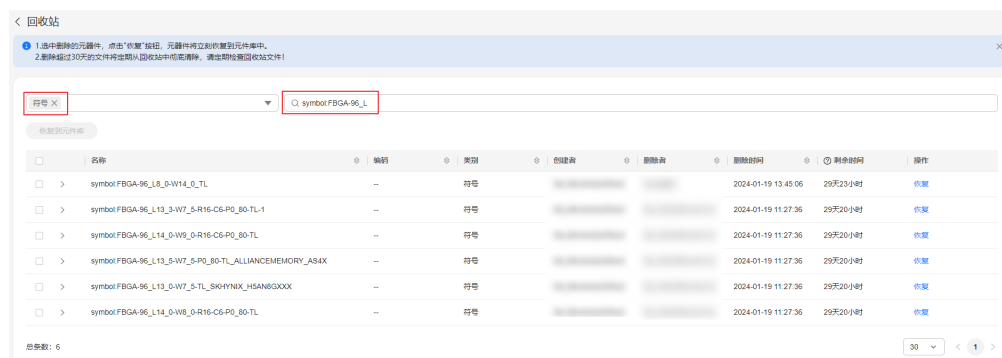 回收站
1.选中删除的元器件，点击"恢复"按钮，元器件将立刻恢复到元件库中。
2.删除超过30天的文件将定期从回收站中彻底清除，请定期检查回收站文件！
符号 symbol:FBGA-96_L
恢复到元件库
名称 编码 类别 创建者 删除者 删除时间 剩余时间 操作
symbol:FBGA-96_L8_0-W14_0_TL -- 符号 2024-01-19 13:45:06 29天23小时 恢复
symbol:FBGA-96_L13_3-W7_5-R16-C6-P0_80-TL-1 -- 符号 2024-01-19 11:27:36 29天20小时 恢复
symbol:FBGA-96_L14_0-W9_0-R16-C6-P0_80-TL -- 符号 2024-01-19 11:27:36 29天20小时 恢复
symbol:FBGA-96_L13_5-W7_5-P0_80-TL_ALLIANCEMEMORY_AS4X -- 符号 2024-01-19 11:27:36 29天20小时 恢复
symbol:FBGA-96_L13_0-W7_5-TL_SKHYNIX_H5AN8GXXX -- 符号 2024-01-19 11:27:36 29天20小时 恢复
symbol:FBGA-96_L14_0-W8_0-R16-C6-P0_80-TL -- 符号 2024-01-19 11:27:36 29天20小时 恢复
总条数：6 30 1